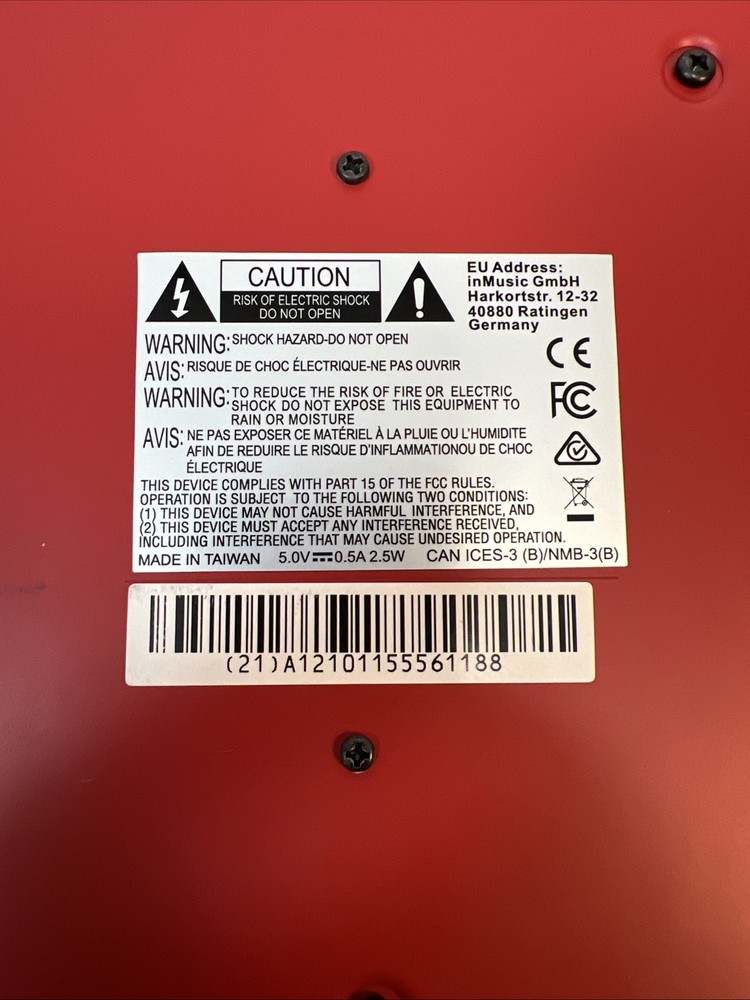 CAUTION
RISK OF ELECTRIC SHOCK
DO NOT OPEN
EU Address:
inMusic GmbH
Harkortstr. 12-32
40880 Ratingen
Germany
WARNING: SHOCK HAZARD-DO NOT OPEN
AVIS: RISQUE DE CHOC ÉLECTRIQUE-NE PAS OUVRIR
WARNING: TO REDUCE THE RISK OF FIRE OR ELECTRIC
SHOCK DO NOT EXPOSE THIS EQUIPMENT TO
RAIN OR MOISTURE
AVIS: NE PAS EXPOSER CE MATÉRIEL À LA PLUIE OU L'HUMIDITE
AFIN DE REDUIRE LE RISQUE D'INFLAMMATIONOU DE CHOC
ÉLECTRIQUE
CE
FC
THIS DEVICE COMPLIES WITH PART 15 OF THE FCC RULES.
OPERATION IS SUBJECT TO THE FOLLOWING TWO CONDITIONS:
(1) THIS DEVICE MAY NOT CAUSE HARMFUL INTERFERENCE, AND
(2) THIS DEVICE MUST ACCEPT ANY INTERFERENCE RECEIVED,
INCLUDING INTERFERENCE THAT MAY CAUSE UNDESIRED OPERATION.
MADE IN TAIWAN 5.0V⎓0.5A 2.5W CAN ICES-3 (B)/NMB-3(B)
(21)A12101155561188